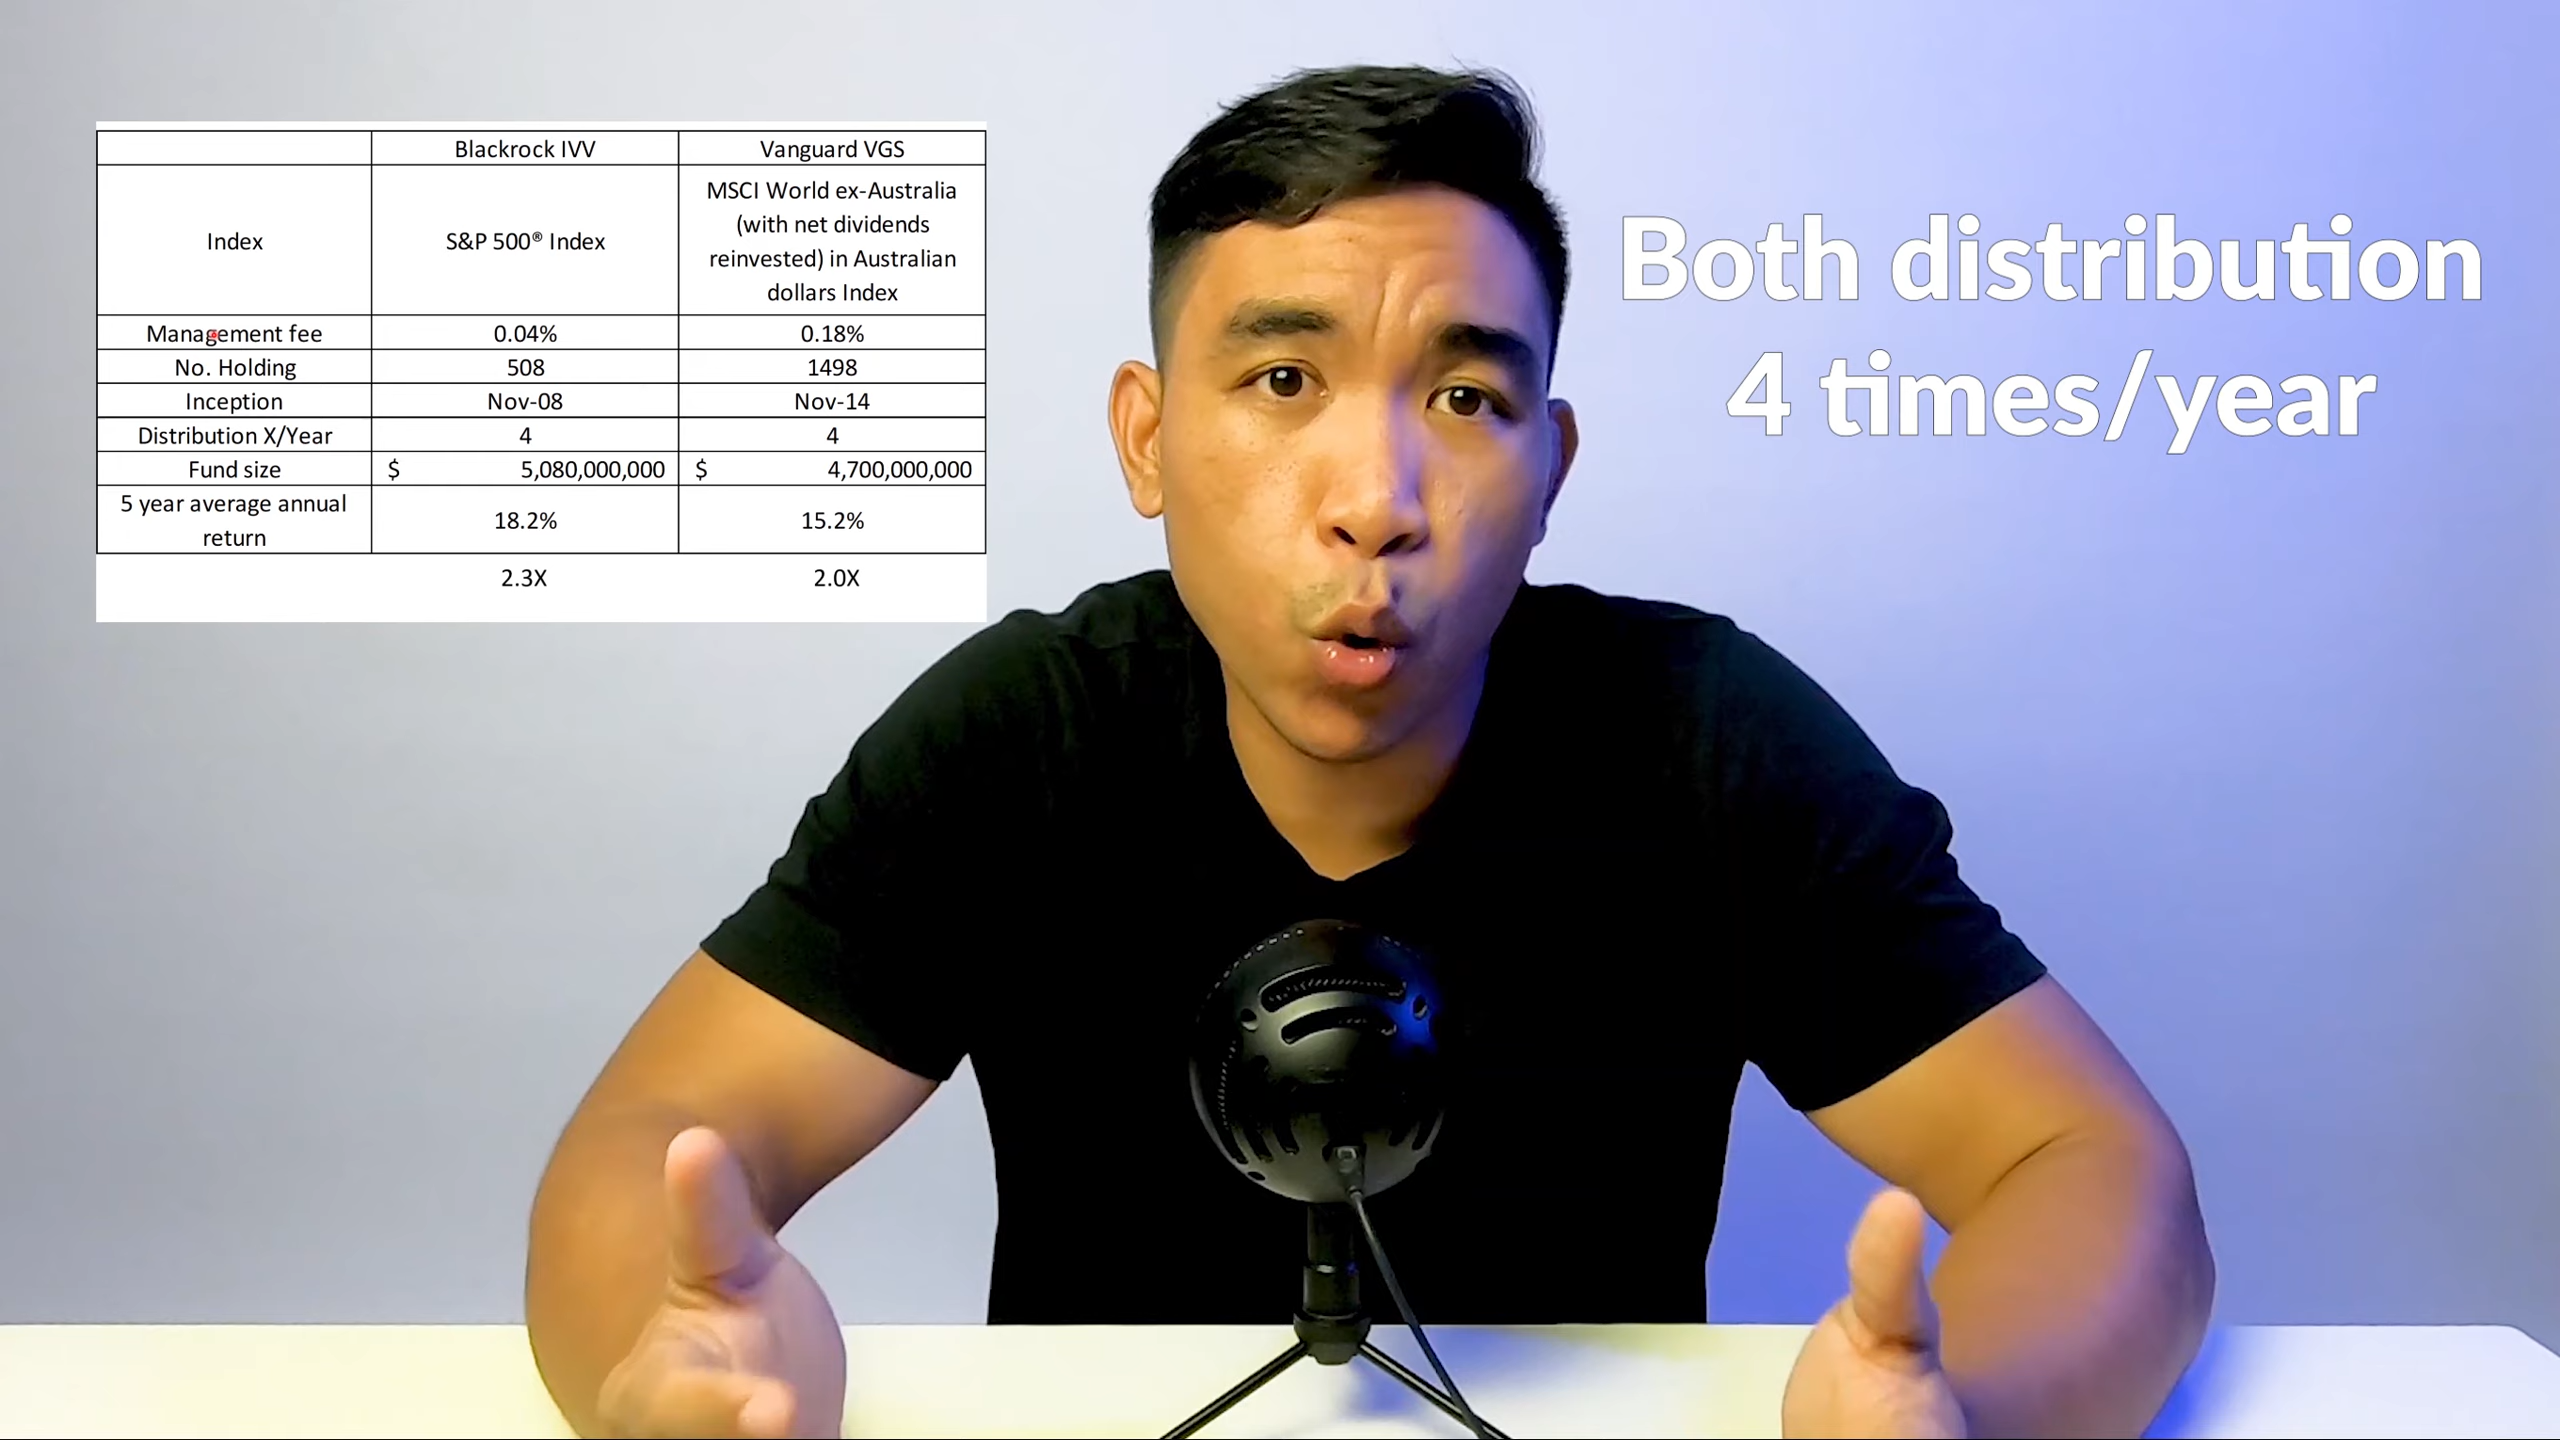 Blackrock IVV Vanguard VGS
Index S&P 500® Index MSCI World ex-Australia
(with net dividends
reinvested) in Australian
dollars Index
Management fee 0.04% 0.18%
No. Holding 508 1498
Inception Nov-08 Nov-14
Distribution X/Year 4 4
Fund size $ 5,080,000,000 $ 4,700,000,000
5 year average annual
return 18.2% 15.2%
2.3X 2.0X
Both distribution
4 times/year